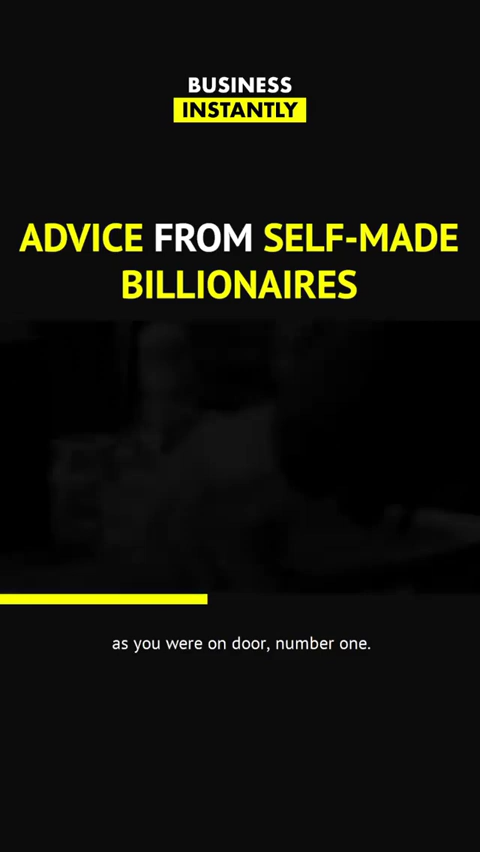 BUSINESS
INSTANTLY
ADVICE FROM SELF-MADE
BILLIONAIRES
as you were on door, number one.